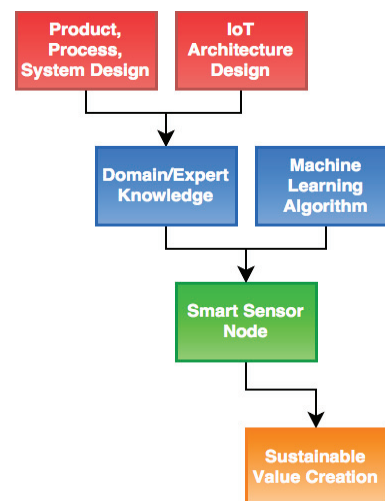 Product,
Process,
System Design
IoT
Architecture
Design
Domain/Expert
Knowledge
Machine
Learning
Algorithm
Smart Sensor
Node
Sustainable
Value Creation